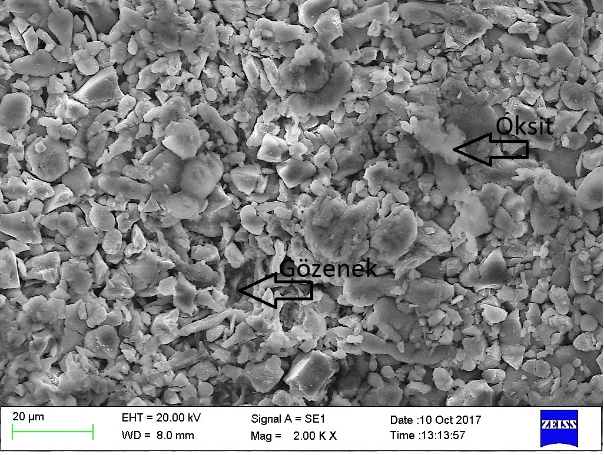 Oksit
Gözenek
20 µm
EHT = 20.00 kV
WD = 8.0 mm
Signal A = SE1
Mag = 2.00 K X
Date :10 Oct 2017
Time :13:13:57
ZEISS